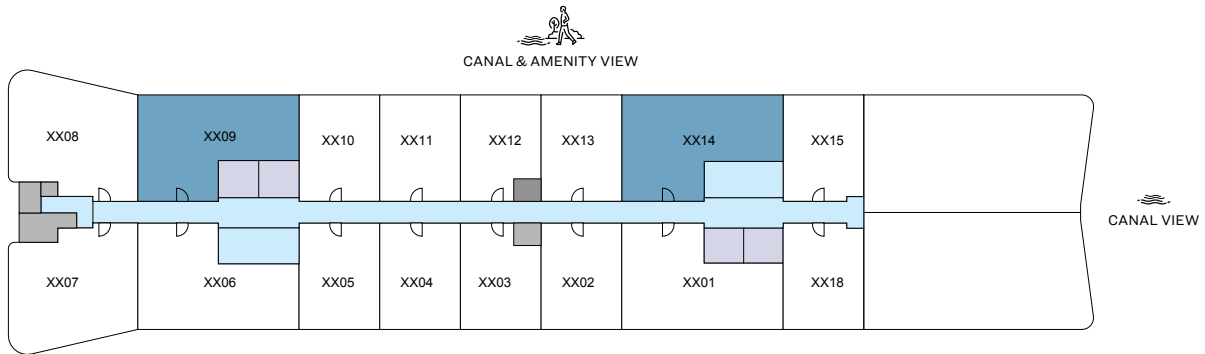 CANAL & AMENITY VIEW
XX08
XX09
XX10
XX11
XX12
XX13
XX14
XX15
CANAL VIEW
XX07
XX06
XX05
XX04
XX03
XX02
XX01
XX18